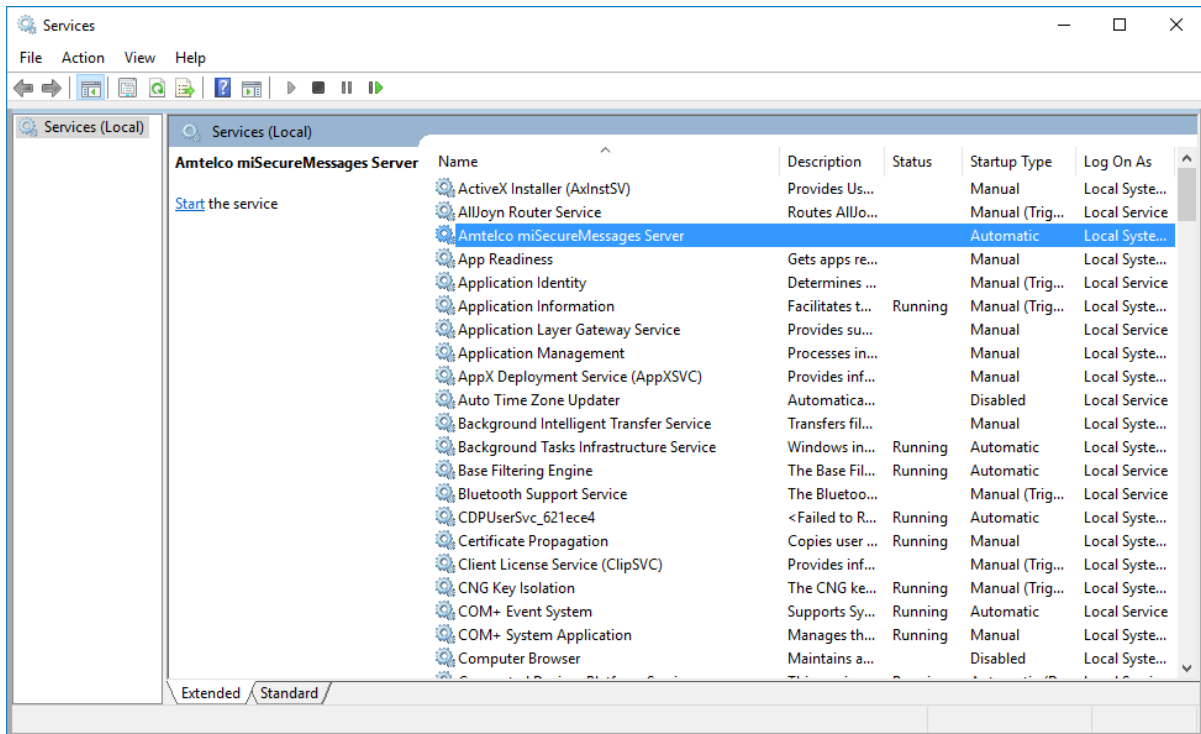 Services
File Action View Help
Services (Local)
Services (Local)
Amtelco miSecureMessages Server
Start the service
Name Description Status Startup Type Log On As
ActiveX Installer (AxInstSV) Provides Us... Manual Local Syste...
AllJoyn Router Service Routes AllJo... Manual (Trig... Local Service
Amtelco miSecureMessages Server Automatic Local Syste...
App Readiness Gets apps re... Manual Local Syste...
Application Identity Determines ... Manual (Trig... Local Service
Application Information Facilitates t... Running Manual (Trig... Local Syste...
Application Layer Gateway Service Provides su... Manual Local Service
Application Management Processes in... Manual Local Syste...
AppX Deployment Service (AppXSVC) Provides inf... Manual Local Syste...
Auto Time Zone Updater Automatica... Disabled Local Service
Background Intelligent Transfer Service Transfers fil... Manual Local Syste...
Background Tasks Infrastructure Service Windows in... Running Automatic Local Syste...
Base Filtering Engine The Base Fil... Running Automatic Local Service
Bluetooth Support Service The Bluetoo... Manual (Trig... Local Service
CDPUserSvc_621ece4 <Failed to R... Running Automatic Local Syste...
Certificate Propagation Copies user ... Running Manual Local Syste...
Client License Service (ClipSVC) Provides inf... Manual (Trig... Local Syste...
CNG Key Isolation The CNG ke... Running Manual (Trig... Local Syste...
COM+ Event System Supports Sy... Running Automatic Local Service
COM+ System Application Manages th... Running Manual Local Syste...
Computer Browser Maintains a... Disabled Local Syste...
Extended Standard